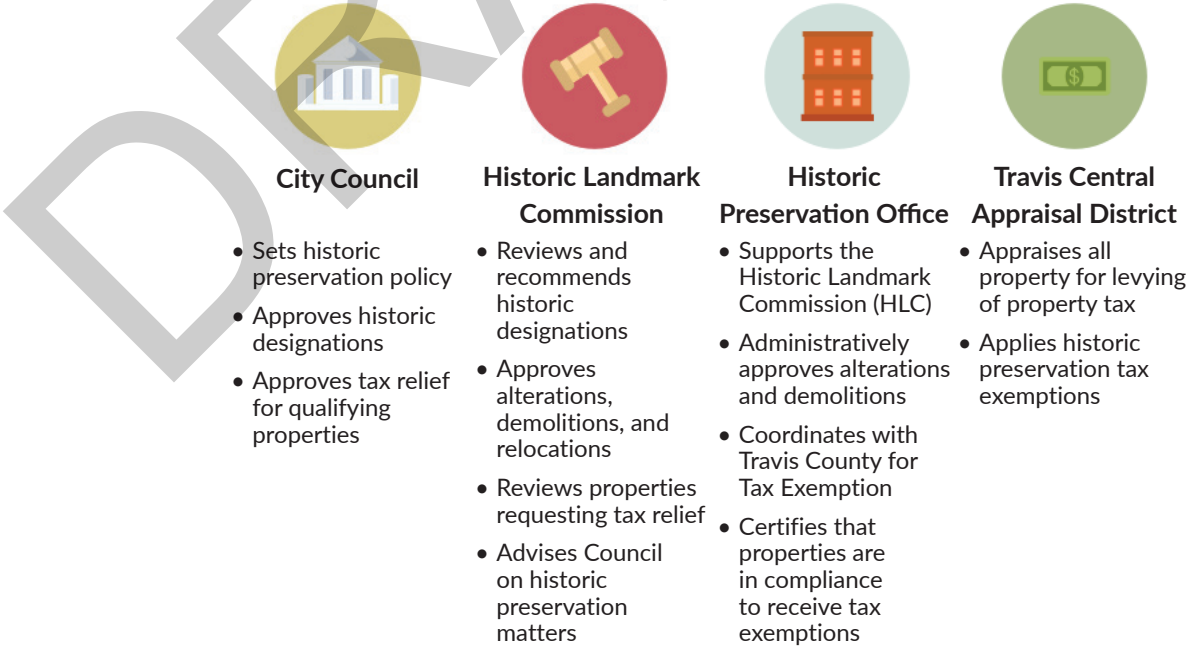 City Council
• Sets historic
preservation policy
• Approves historic
designations
• Approves tax relief
for qualifying
properties
Historic Landmark
Commission
• Reviews and
recommends
historic
designations
• Approves
alterations,
demolitions, and
relocations
• Reviews properties
requesting tax relief
• Advises Council
on historic
preservation
matters
Historic
Preservation Office
• Supports the
Historic Landmark
Commission (HLC)
• Administratively
approves alterations
and demolitions
• Coordinates with
Travis County for
Tax Exemption
• Certifies that
properties are
in compliance
to receive tax
exemptions
Travis Central
Appraisal District
• Appraises all
property for levying
of property tax
• Applies historic
preservation tax
exemptions